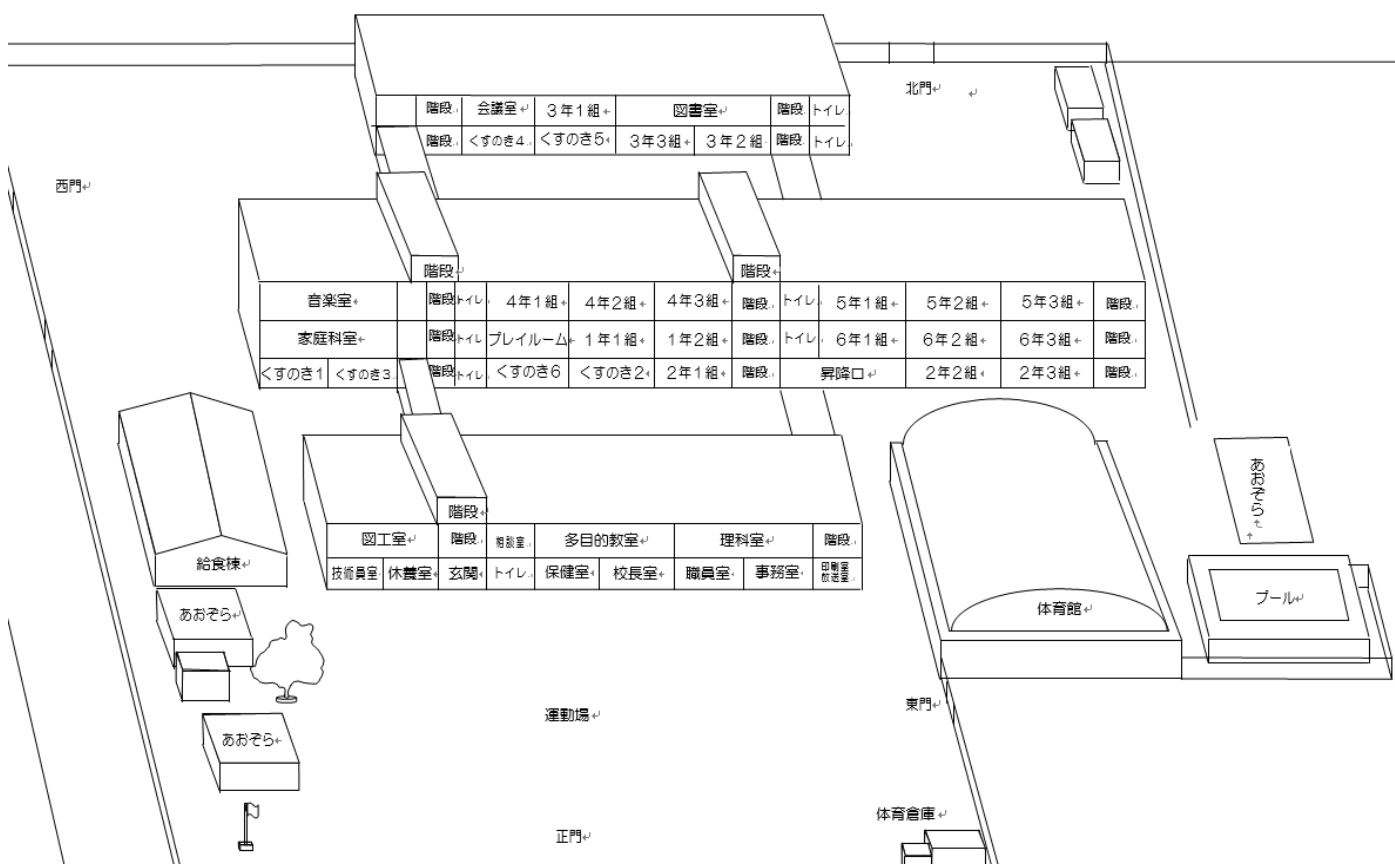 北門
階段 会議室 3年1組 図書室 階段 トイレ
階段 くすのき4 くすのき5 3年3組 3年2組 階段 トイレ
西門
階段 階段
音楽室 階段 トイレ 4年1組 4年2組 4年3組 階段 トイレ 5年1組 5年2組 5年3組 階段
家庭科室 階段 トイレ プレイルーム 1年1組 1年2組 階段 トイレ 6年1組 6年2組 6年3組 階段
くすのき1 くすのき3 階段 トイレ くすのき6 くすのき2 2年1組 階段 昇降口 2年2組 2年3組 階段
あおぞら
階段
図工室 階段 相談室 多目的教室 理科室 階段
技術員室 休養室 玄関 トイレ 保健室 校長室 職員室 事務室 印刷室
放送室
給食棟
あおぞら
体育館
プール
東門
運動場
あおぞら
体育倉庫
正門